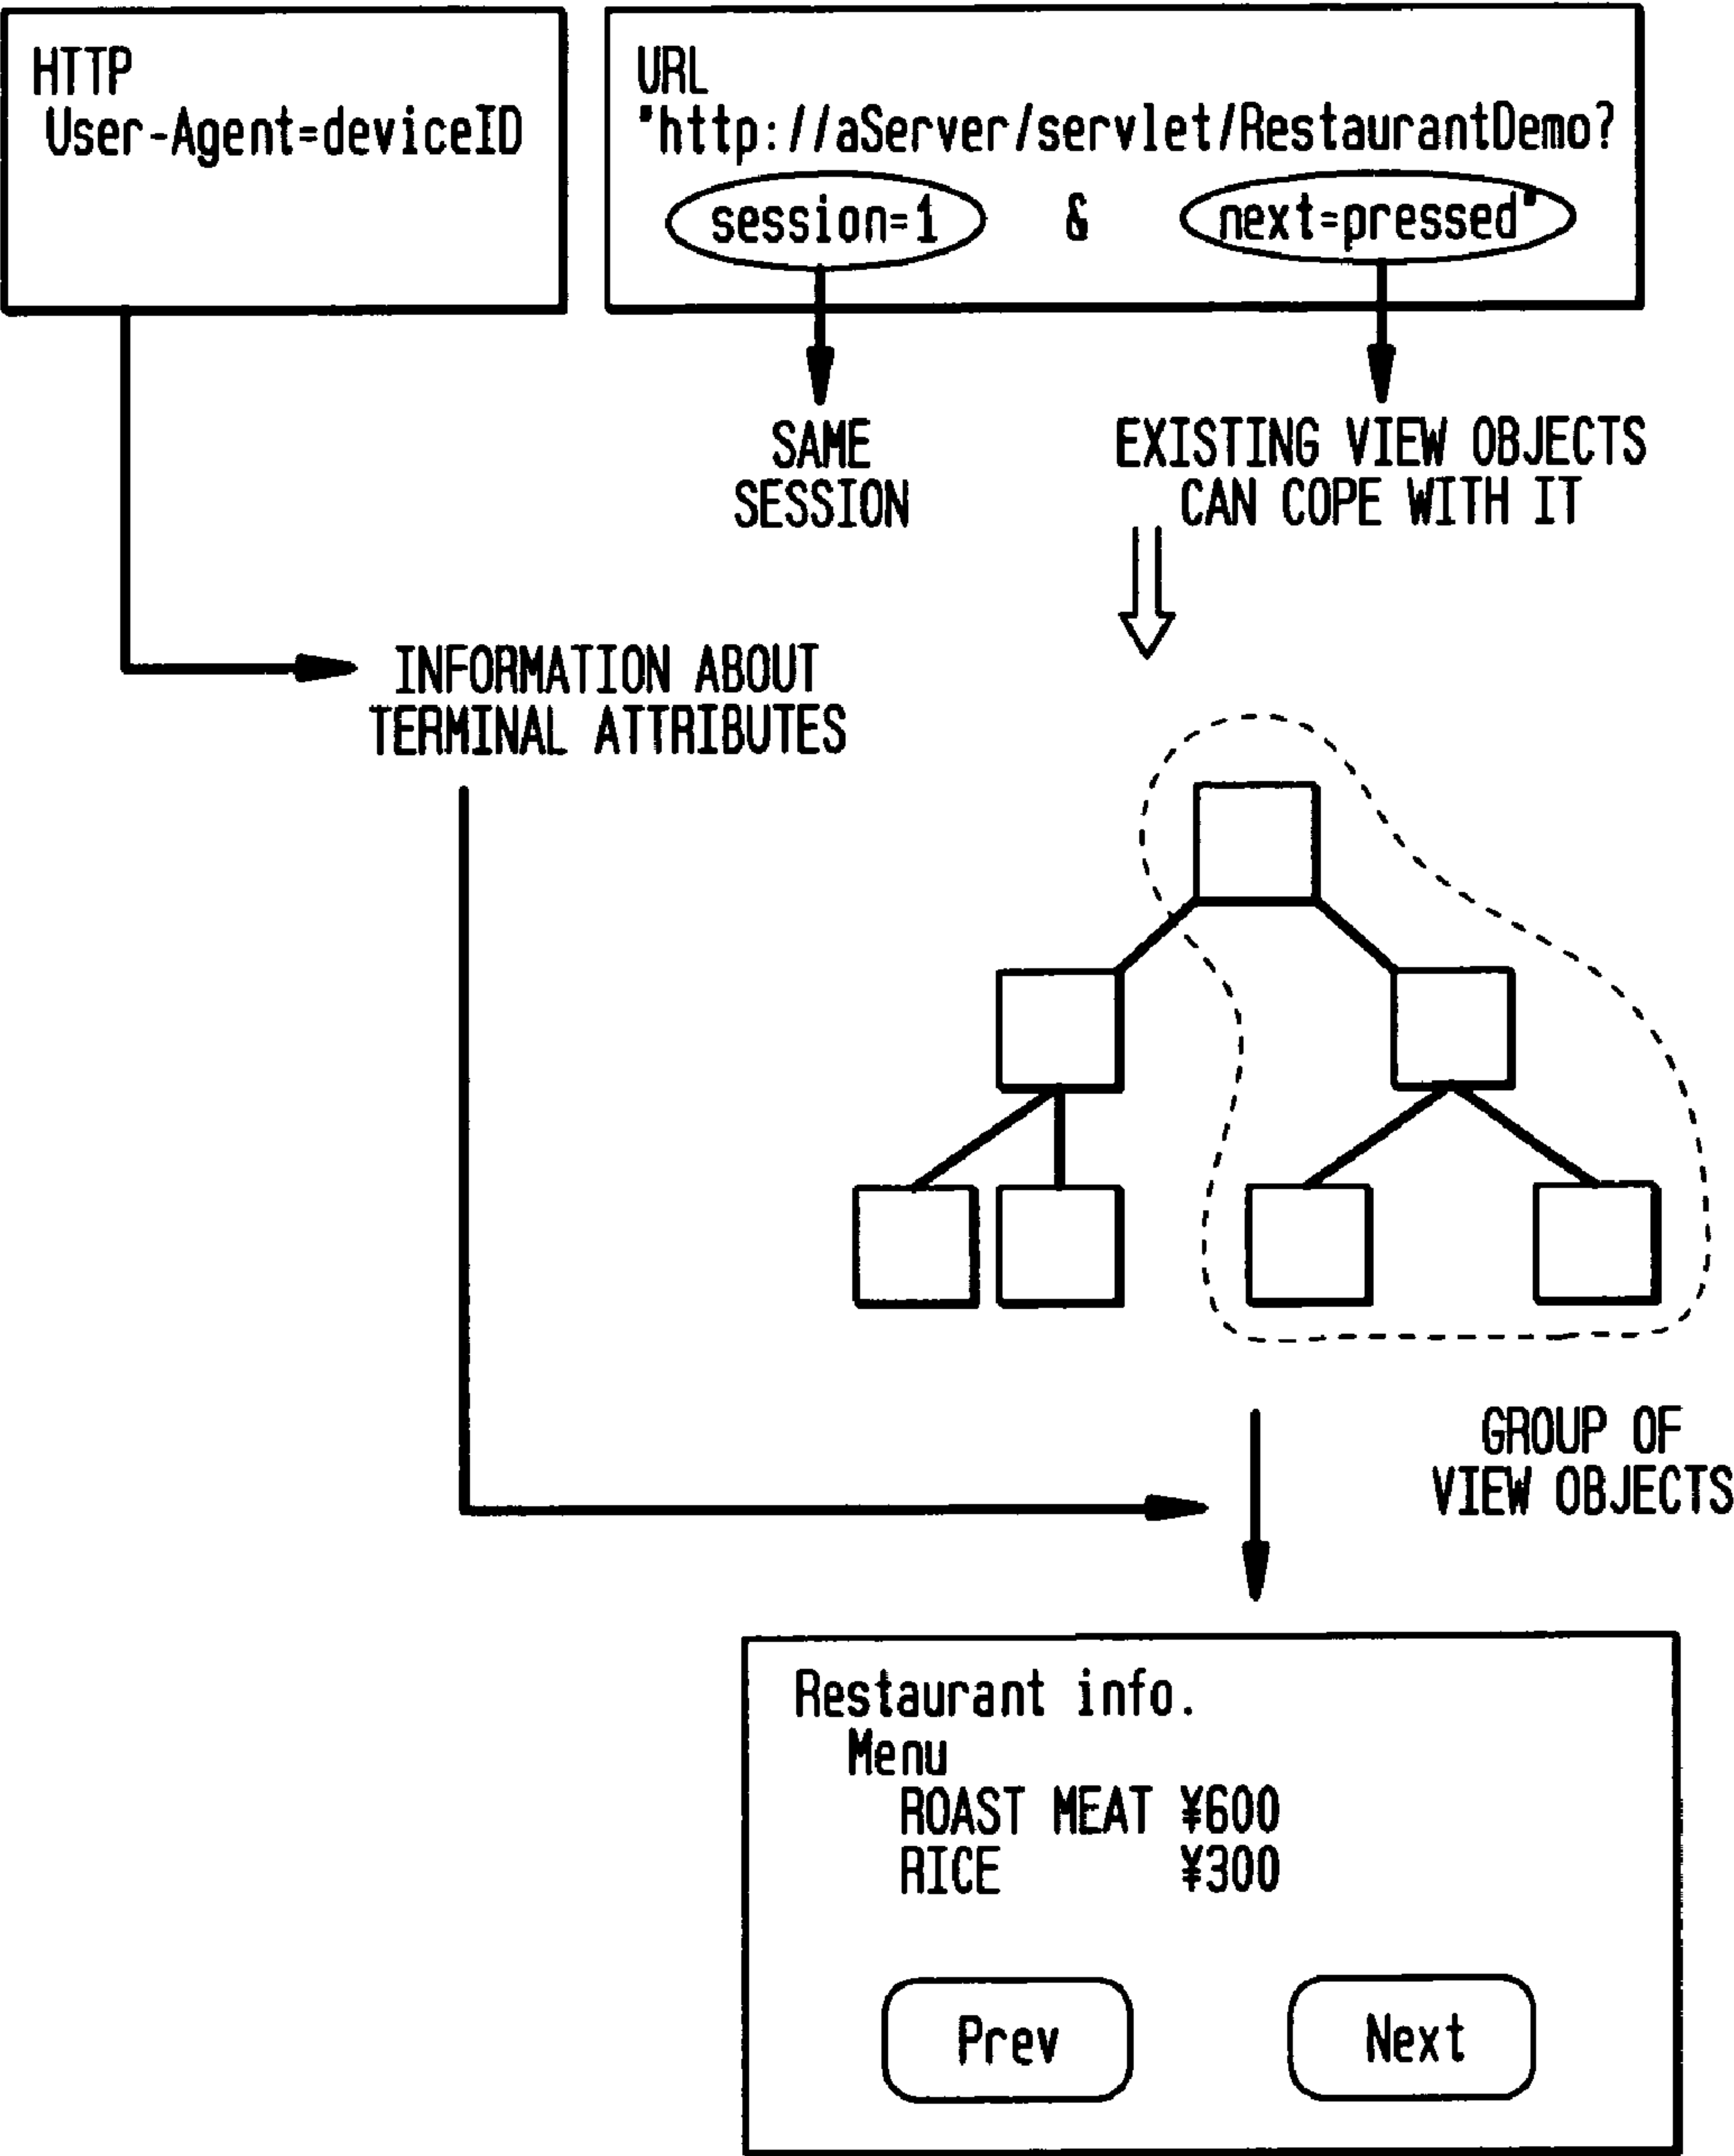 HTTP
User-Agent=deviceID
URL
"http://aServer/servlet/RestaurantDemo?
session=1 & next=pressed"
SAME
SESSION
EXISTING VIEW OBJECTS
CAN COPE WITH IT
INFORMATION ABOUT
TERMINAL ATTRIBUTES
GROUP OF
VIEW OBJECTS
Restaurant info.
Menu
ROAST MEAT ¥600
RICE ¥300
Prev
Next